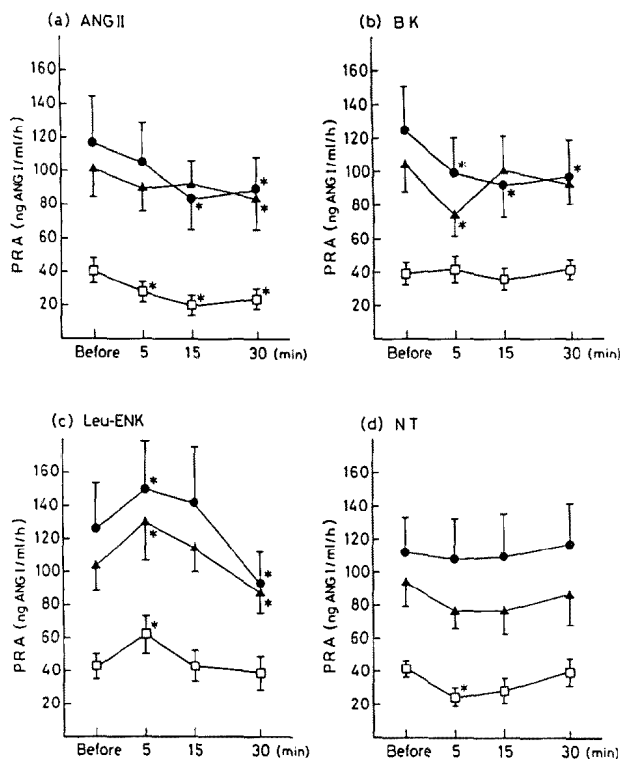 (a) ANGII
PRA (ng ANG I/ml/h)
160
140
120
100
80
60
40
20
* * * * * *
Before 5 15 30 (min)
(b) BK
PRA (ng ANG I/ml/h)
160
140
120
100
80
60
40
20
* * * *
Before 5 15 30 (min)
(c) Leu-ENK
PRA (ng ANG I/ml/h)
160
140
120
100
80
60
40
20
* * * * *
Before 5 15 30 (min)
(d) NT
PRA (ng ANG I/ml/h)
160
140
120
100
80
60
40
20
*
Before 5 15 30 (min)